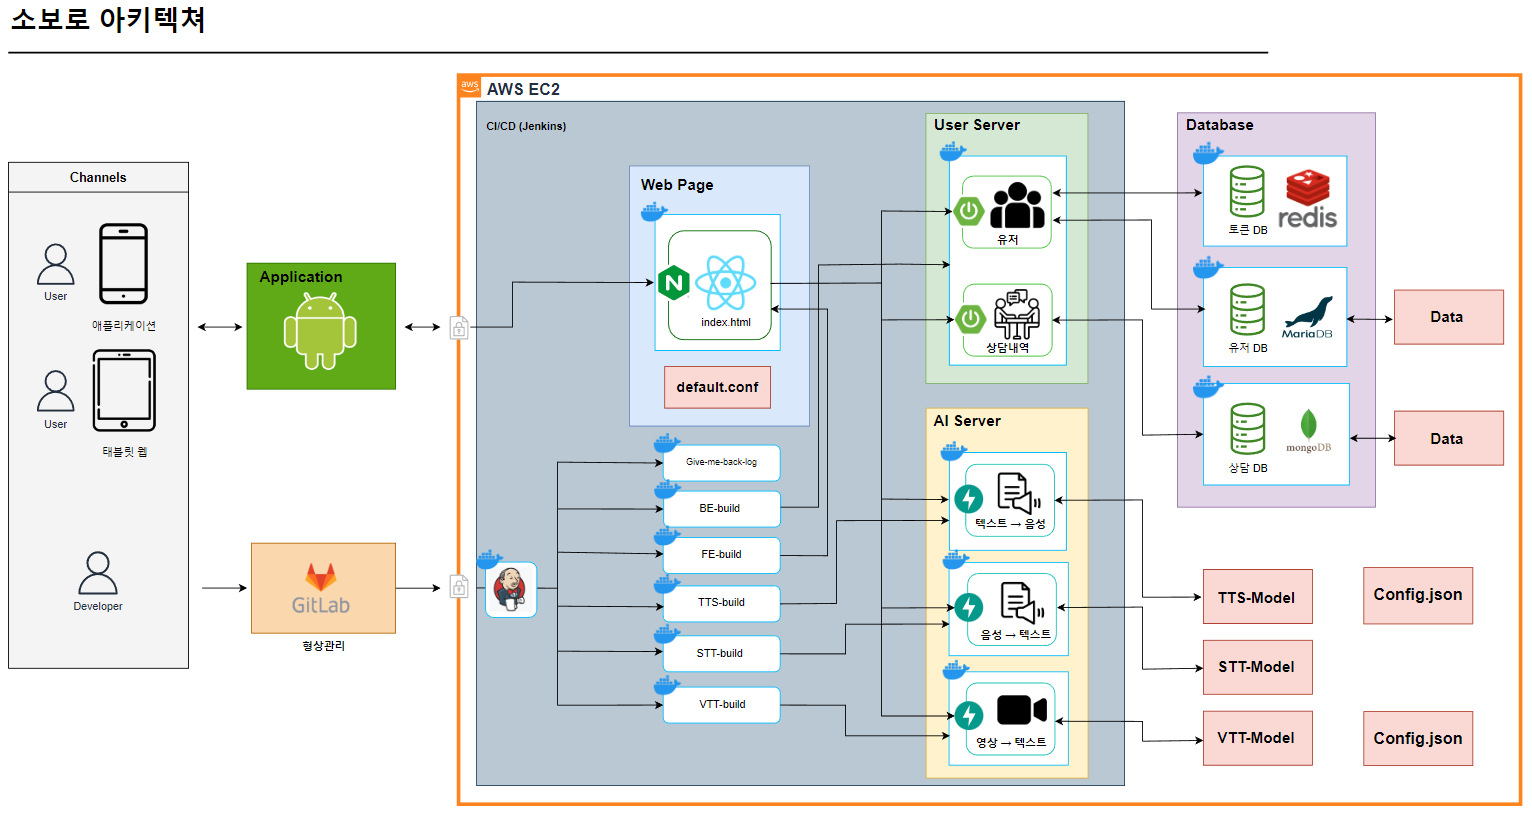 소보로 아키텍쳐
aws
AWS EC2
CI/CD (Jenkins)
Channels
User
애플리케이션
User
태블릿 웹
Developer
Application
GitLab
형상관리
Web Page
N
index.html
default.conf
Give-me-back-log
BE-build
FE-build
TTS-build
STT-build
VTT-build
User Server
유저
상담내역
AI Server
텍스트 → 음성
음성 → 텍스트
영상 → 텍스트
Database
토큰 DB
redis
유저 DB
MariaDB
상담 DB
mongoDB
Data
Data
TTS-Model
Config.json
STT-Model
VTT-Model
Config.json